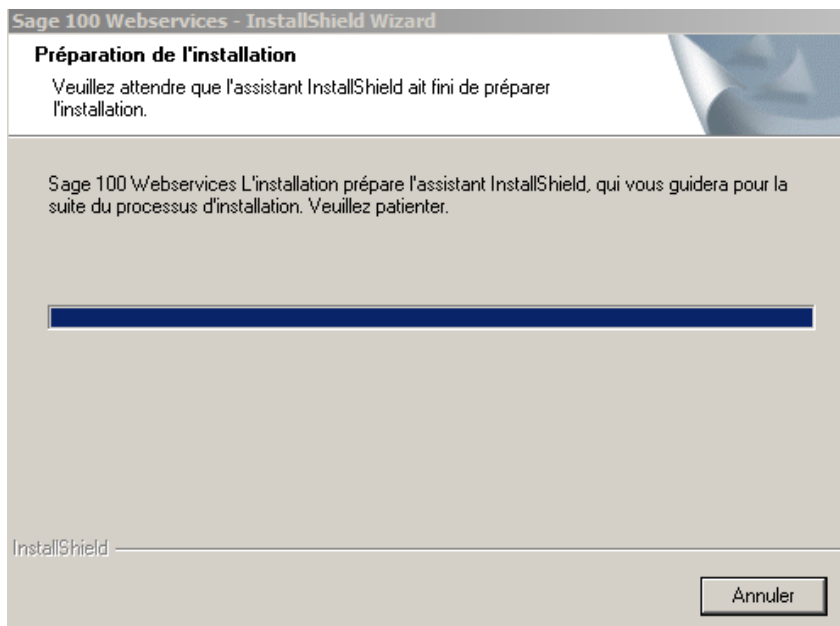 Sage 100 Webservices - InstallShield Wizard
Préparation de l'installation
Veuillez attendre que l'assistant InstallShield ait fini de préparer
l'installation.
Sage 100 Webservices L'installation prépare l'assistant InstallShield, qui vous guidera pour la
suite du processus d'installation. Veuillez patienter.
InstallShield
Annuler